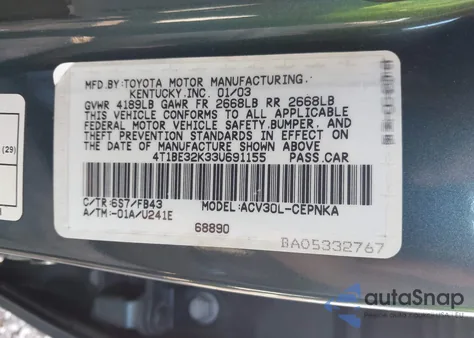 MFD.BY:TOYOTA MOTOR MANUFACTURING.
KENTUCKY.INC. 01/03
GVWR 4189LB GAWR FR 2668LB RR 2668LB
THIS VEHICLE CONFORMS TO ALL APPLICABLE
FEDERAL MOTOR VEHICLE SAFETY,BUMPER, AND
THEFT PREVENTION STANDARDS IN EFFECT ON
THE DATE OF MANUFACTURE SHOWN ABOVE.
4T1BE32K33U691155 PASS.CAR
C/TR:6S7/FB43 MODEL:ACV30L-CEPNKA
A/TM:-01A/U241E
68890
BA05332767
(29)
autoSnap